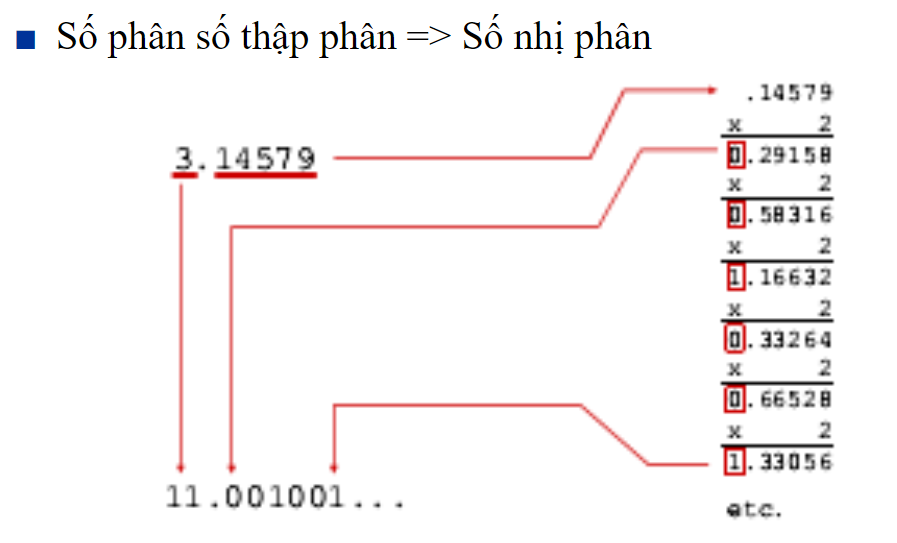 Số phân số thập phân => Số nhị phân
3.14579
11.001001...
.14579
x 2
0.29158
x 2
0.58316
x 2
1.16632
x 2
0.33264
x 2
0.66528
x 2
1.33056
etc.